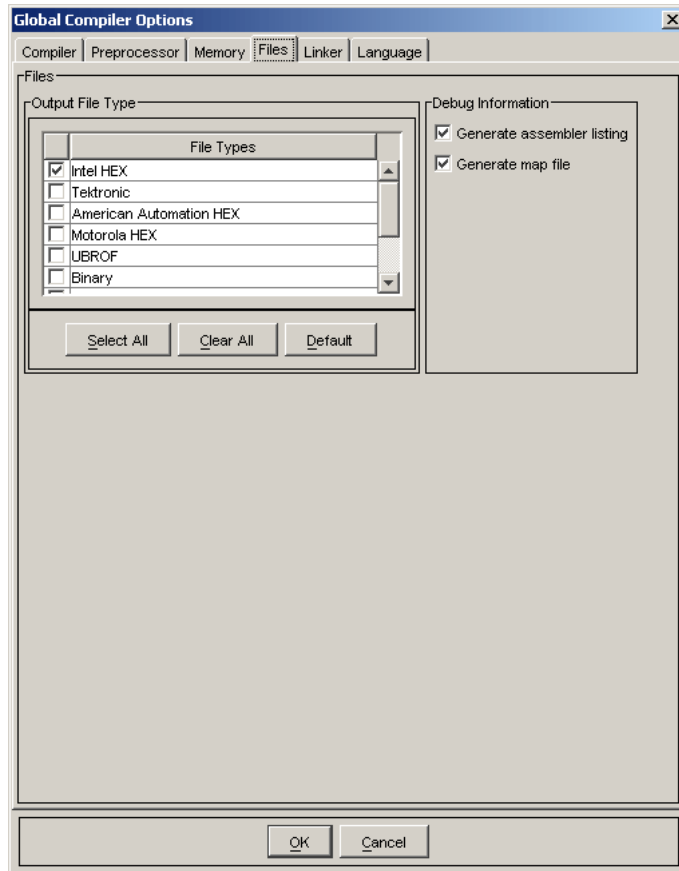 Global Compiler Options
Compiler Preprocessor Memory Files Linker Language
Files
Output File Type
File Types
Intel HEX
Tektronic
American Automation HEX
Motorola HEX
UBROF
Binary
Select All Clear All Default
Debug Information
Generate assembler listing
Generate map file
OK Cancel